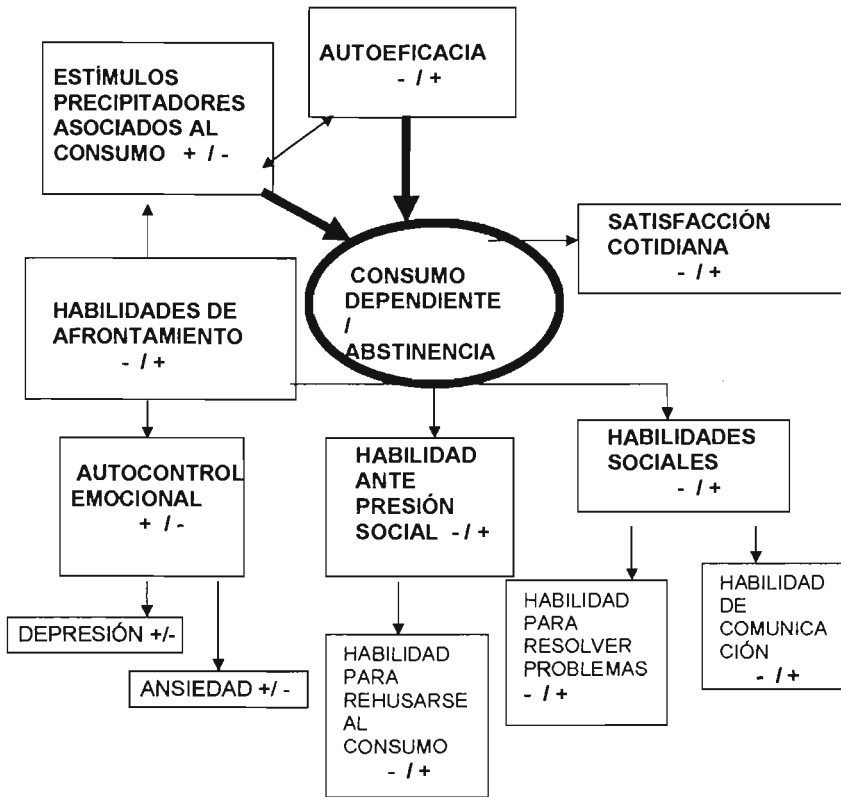 AUTOEFICACIA
- / +
ESTÍMULOS
PRECIPITADORES
ASOCIADOS AL
CONSUMO + / -
SATISFACCIÓN
COTIDIANA
- / +
CONSUMO
DEPENDIENTE
/
ABSTINENCIA
HABILIDADES DE
AFRONTAMIENTO
- / +
AUTOCONTROL
EMOCIONAL
+ / -
HABILIDAD
ANTE
PRESIÓN
SOCIAL - / +
HABILIDADES
SOCIALES
- / +
DEPRESIÓN +/-
ANSIEDAD +/ -
HABILIDAD
PARA
REHUSARSE
AL
CONSUMO
- / +
HABILIDAD
PARA
RESOLVER
PROBLEMAS
- / +
HABILIDAD
DE
COMUNICA
CIÓN
- / +